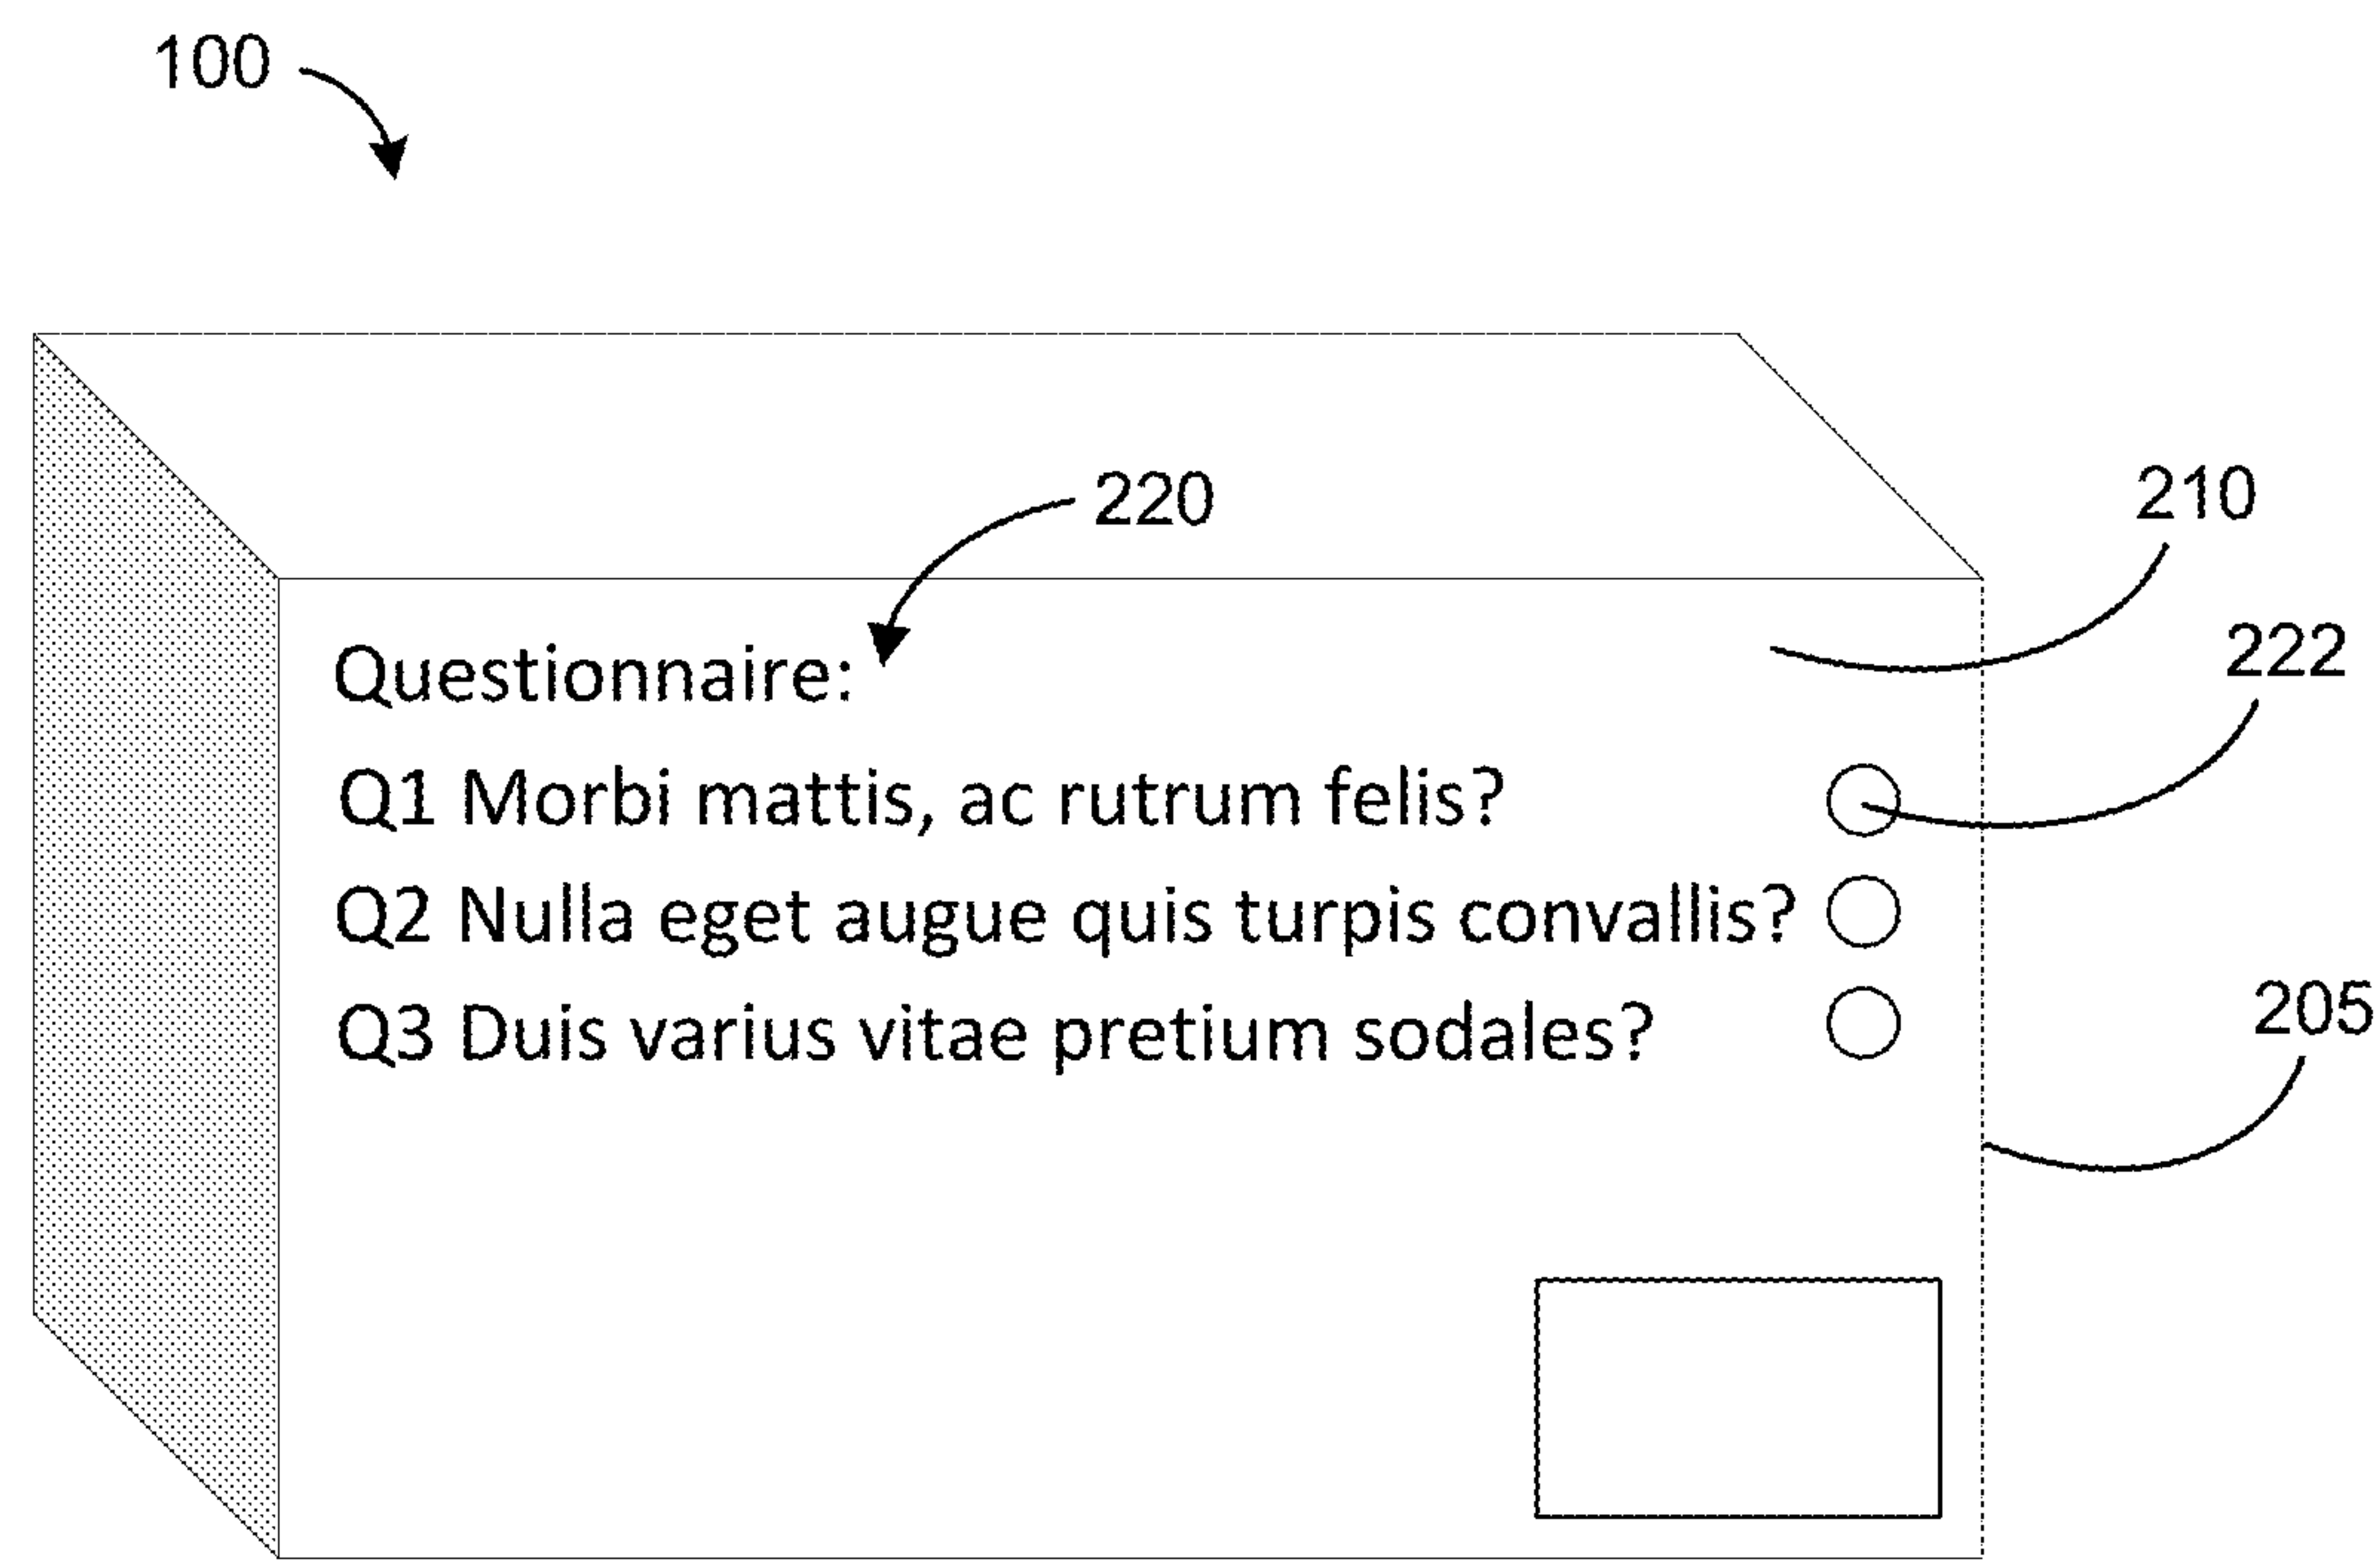 100
220
210
222
Questionnaire:
Q1 Morbi mattis, ac rutrum felis?
Q2 Nulla eget augue quis turpis convallis?
205
Q3 Duis varius vitae pretium sodales?